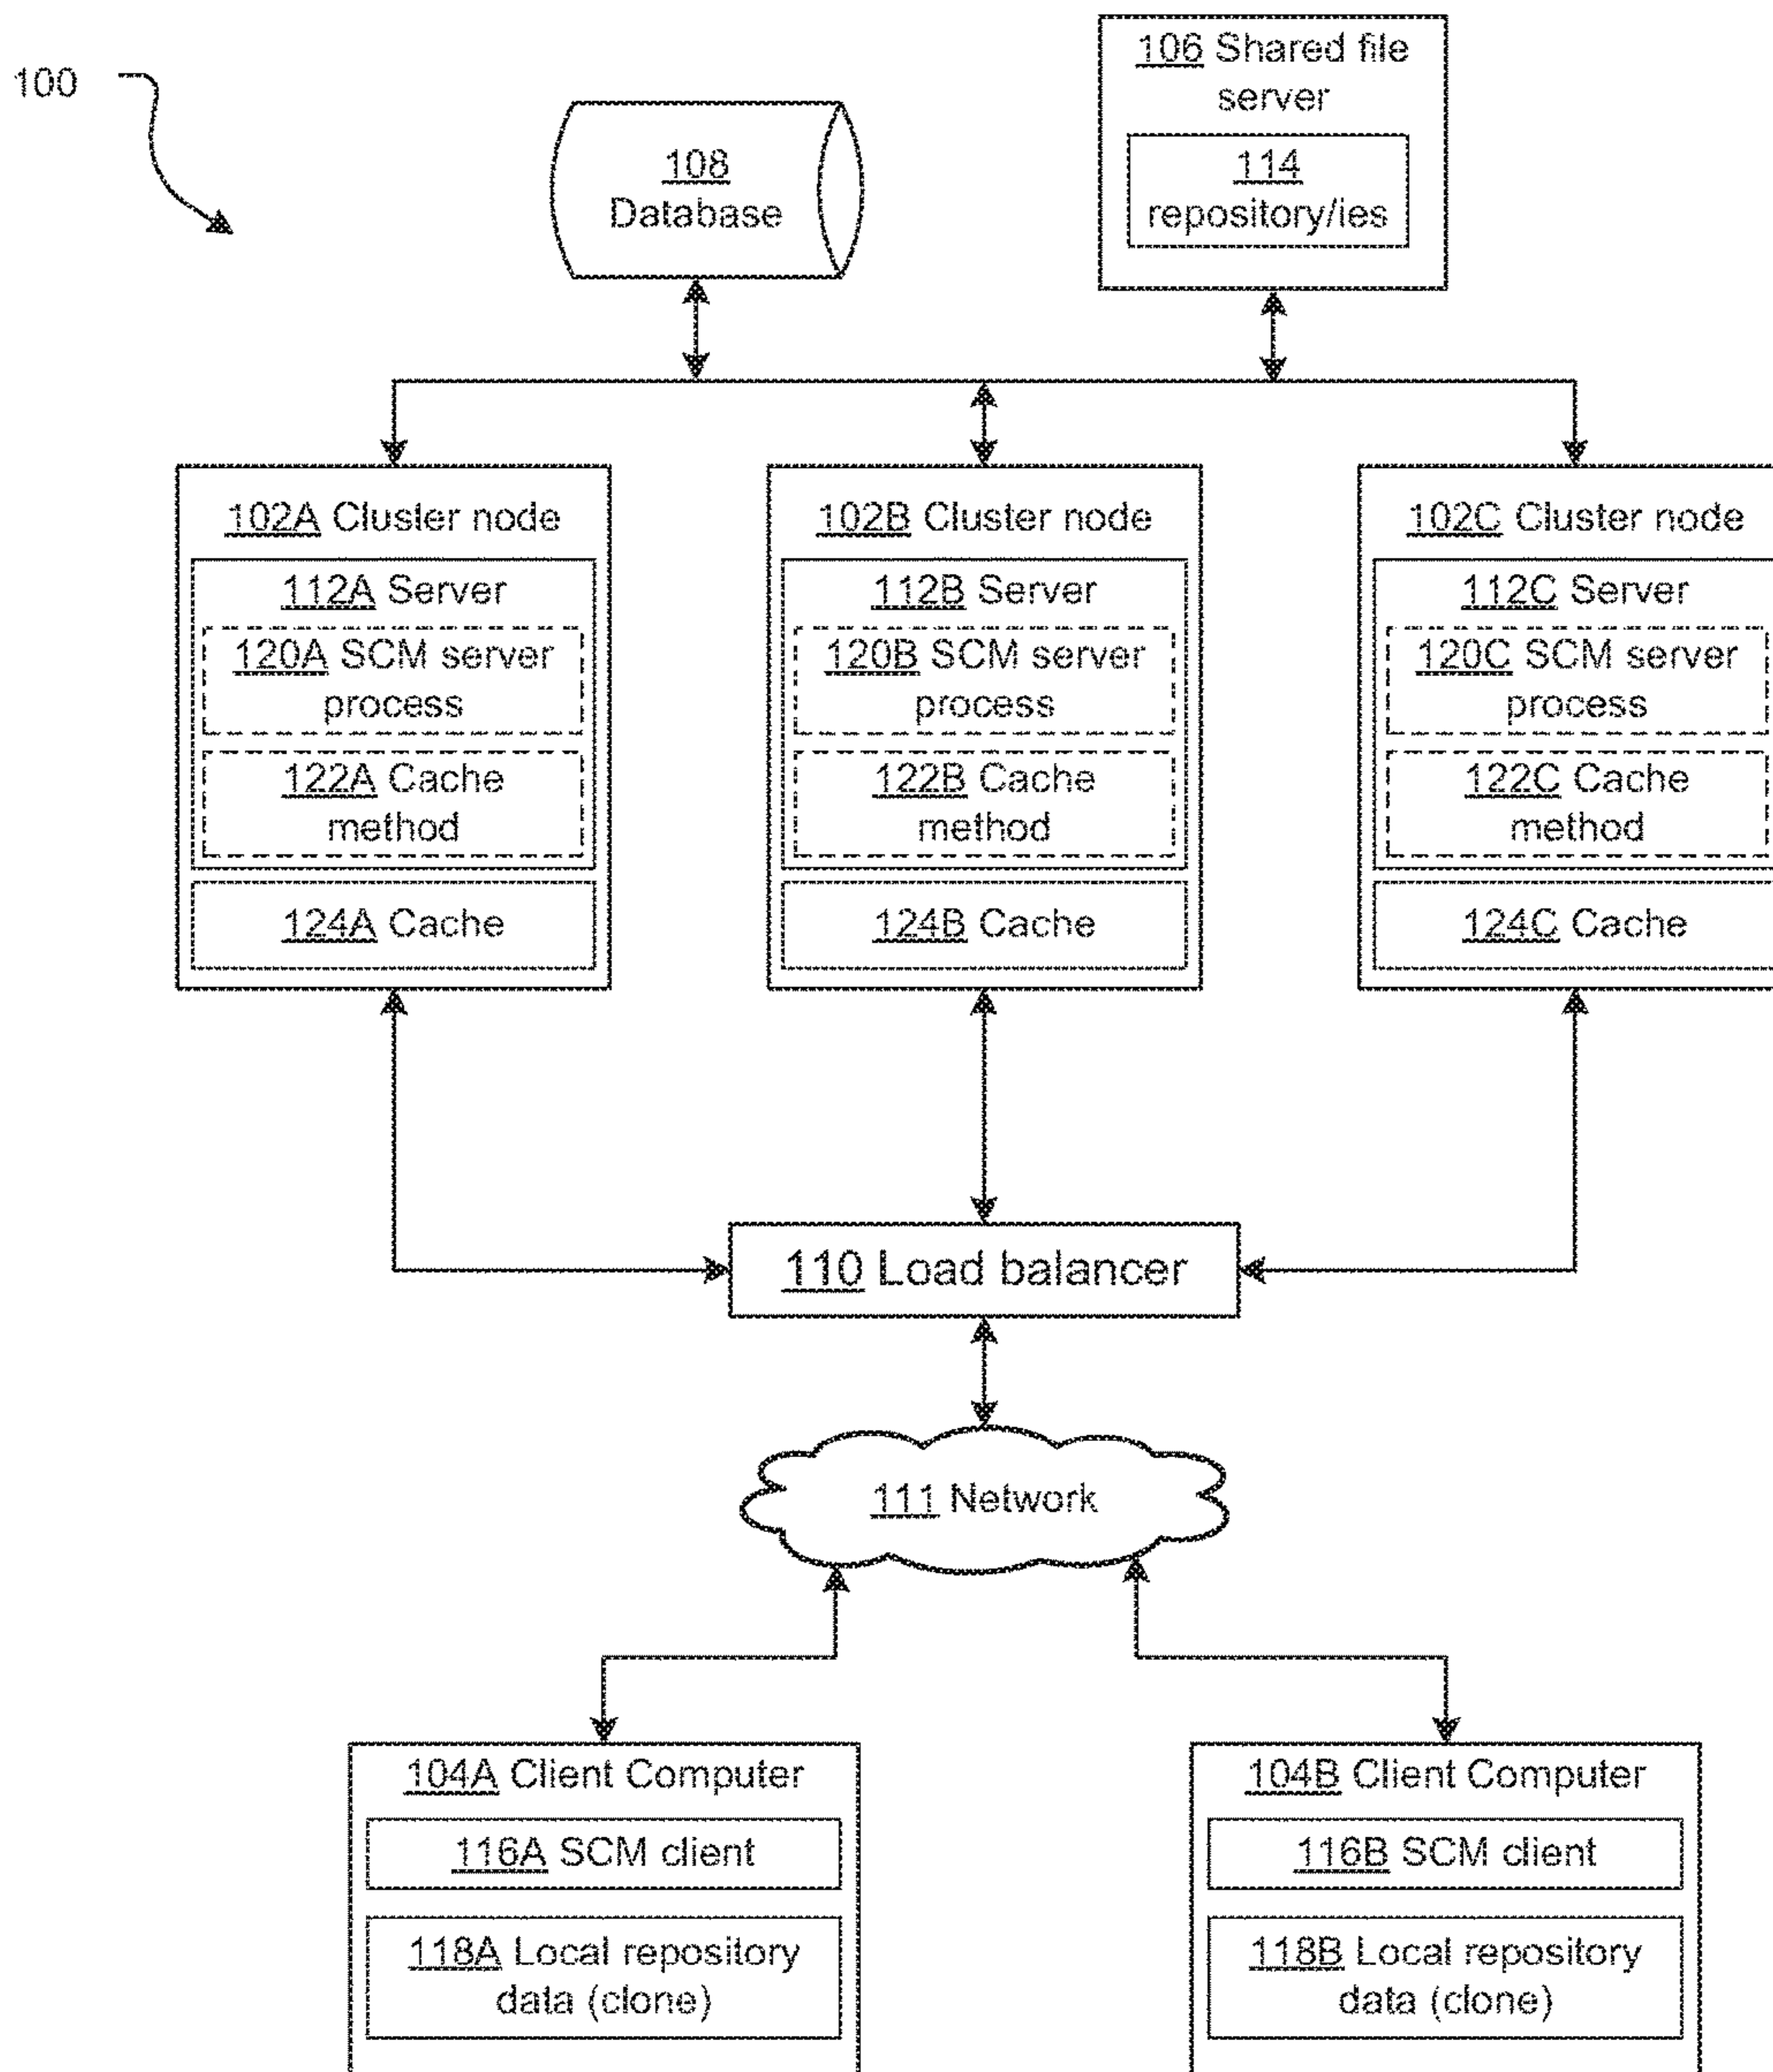 100
106 Shared file
server
114
repository/ies
108
Database
102A Cluster node
112A Server
120A SCM server
process
122A Cache
method
124A Cache
102B Cluster node
112B Server
120B SCM server
process
122B Cache
method
124B Cache
102C Cluster node
112C Server
120C SCM server
process
122C Cache
method
124C Cache
110 Load balancer
111 Network
104A Client Computer
116A SCM client
118A Local repository
data (clone)
104B Client Computer
116B SCM client
118B Local repository
data (clone)